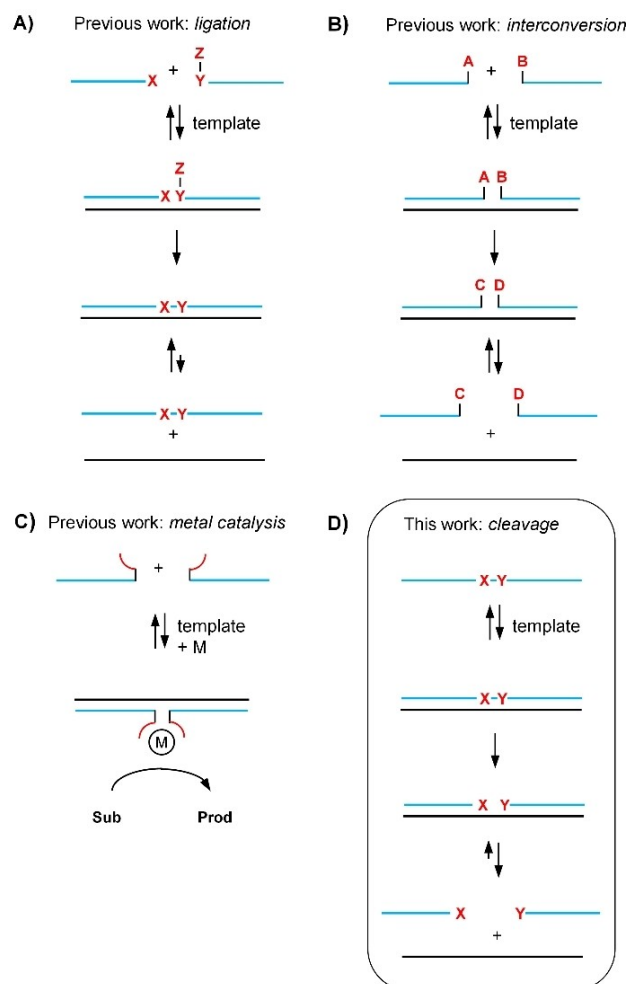 A) Previous work: ligation
Z
X + Y
template
Z
X Y
X-Y
X-Y
+
B) Previous work: interconversion
A + B
template
A B
C D
C D
+
C) Previous work: metal catalysis
+
template
+ M
M
Sub Prod
D) This work: cleavage
X-Y
template
X-Y
X Y
X Y
+